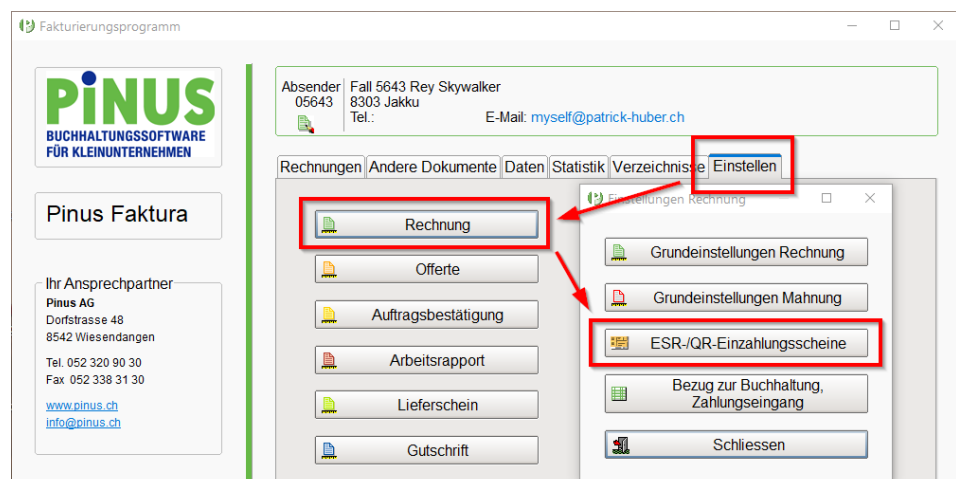 Fakturierungsprogramm
PiNUS
BUCHHALTUNGSSOFTWARE
FÜR KLEINUNTERNEHMEN
Pinus Faktura
Ihr Ansprechpartner
Pinus AG
Dorfstrasse 48
8542 Wiesendangen
Tel. 052 320 90 30
Fax 052 338 31 30
www.pinus.ch
info@pinus.ch
Absender Fall 5643 Rey Skywalker
05643 8303 Jakku
Tel.: E-Mail: myself@patrick-huber.ch
Rechnungen Andere Dokumente Daten Statistik Verzeichnisse Einstellen
Rechnung
Offerte
Auftragsbestätigung
Arbeitsrapport
Lieferschein
Gutschrift
Einstellungen Rechnung
Grundeinstellungen Rechnung
Grundeinstellungen Mahnung
ESR-/QR-Einzahlungsscheine
Bezug zur Buchhaltung,
Zahlungseingang
Schliessen